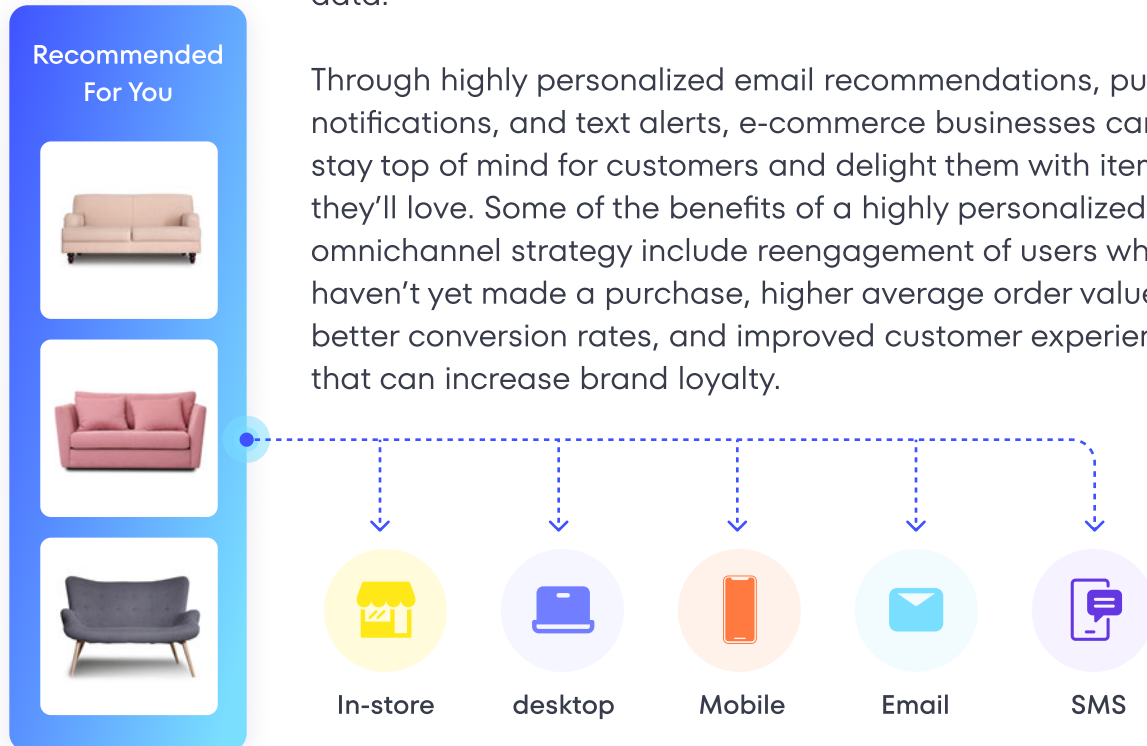 Recommended
For You
data.
Through highly personalized email recommendations, pu
notifications, and text alerts, e-commerce businesses ca
stay top of mind for customers and delight them with ite
they’ll love. Some of the benefits of a highly personalized
omnichannel strategy include reengagement of users wh
haven’t yet made a purchase, higher average order value
better conversion rates, and improved customer experie
that can increase brand loyalty.
In-store
desktop
Mobile
Email
SMS